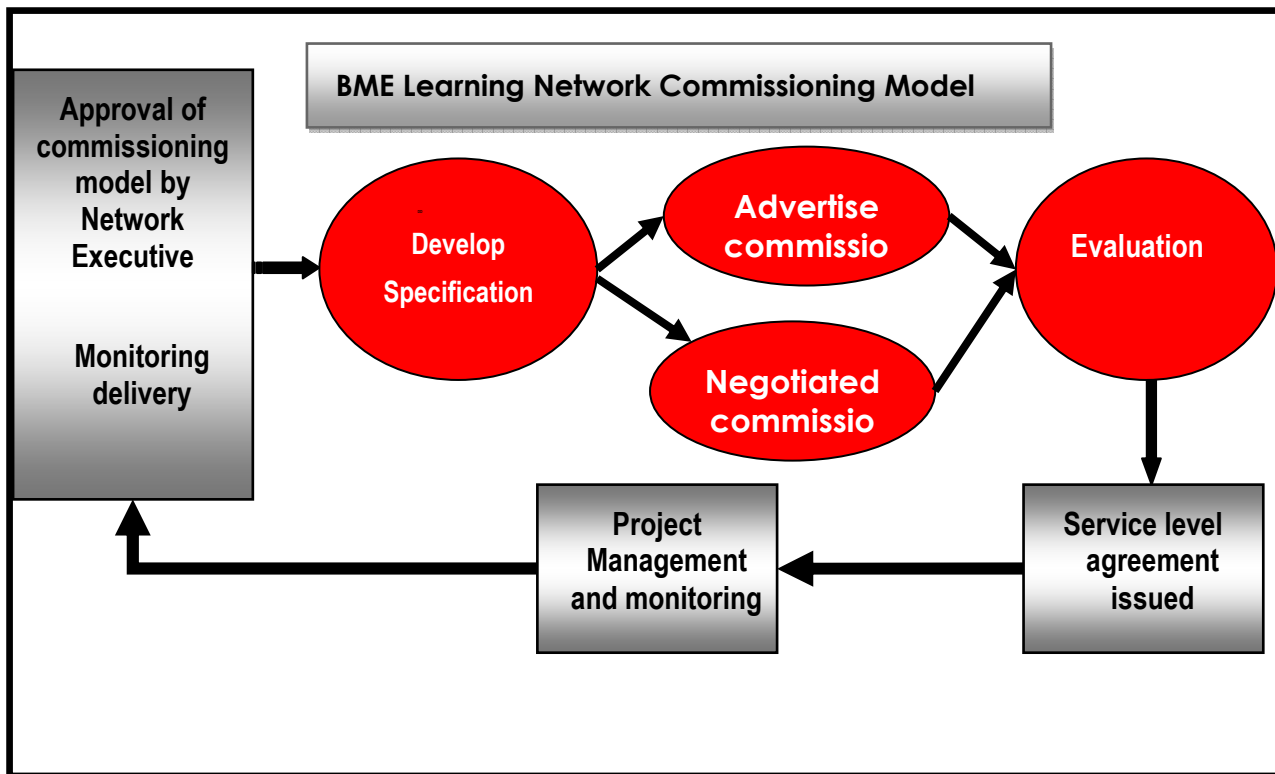 BME Learning Network Commissioning Model
Approval of
commissioning
model by
Network
Executive
Monitoring
delivery
-
Develop
Specification
Advertise
commissio
Negotiated
commissio
Evaluation
Service level
agreement
issued
Project
Management
and monitoring